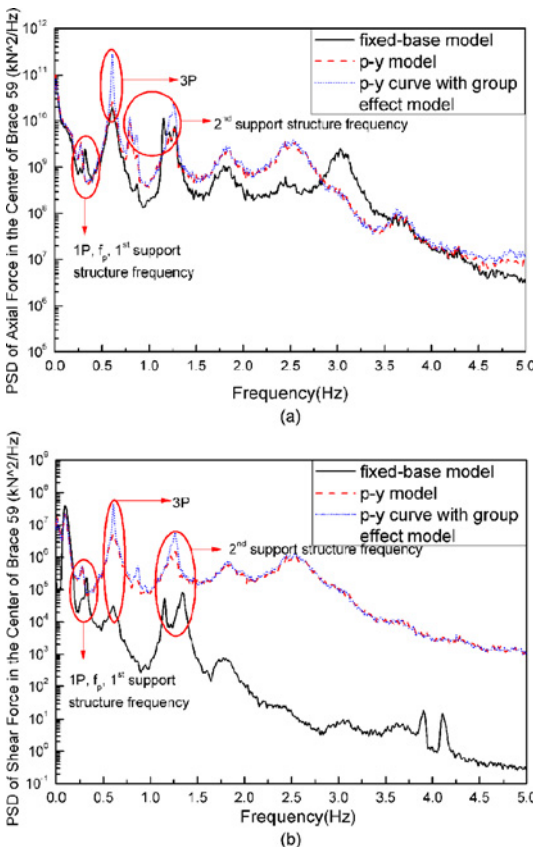 PSD of Axial Force in the Center of Brace 59 (kN^2/Hz)
10^12
10^11
10^10
10^9
10^8
10^7
10^6
10^5
fixed-base model
p-y model
p-y curve with group
effect model
3P
2nd support structure frequency
1P, fp, 1st support
structure frequency
0.0 0.5 1.0 1.5 2.0 2.5 3.0 3.5 4.0 4.5 5.0
Frequency(Hz)
(a)
PSD of Shear Force in the Center of Brace 59 (kN^2/Hz)
10^9
10^8
10^7
10^6
10^5
10^4
10^3
10^2
10^1
10^0
10^-1
fixed-base model
p-y model
p-y curve with group
effect model
3P
2nd support structure frequency
1P, fp, 1st support
structure frequency
0.0 0.5 1.0 1.5 2.0 2.5 3.0 3.5 4.0 4.5 5.0
Frequency(Hz)
(b)